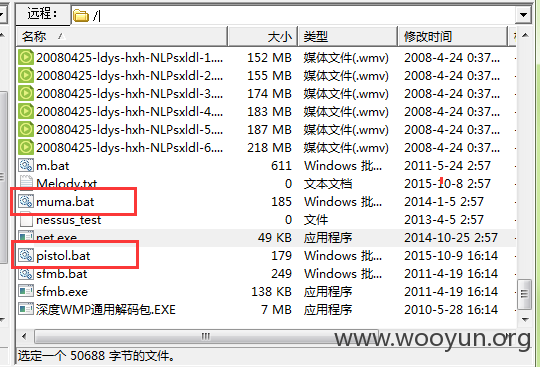 远程: /
名称 大小 类型 修改时间
20080425-ldys-hxh-NLPsxldl-1.... 152 MB 媒体文件(.wmv) 2008-4-24 0:37...
20080425-ldys-hxh-NLPsxldl-2.... 155 MB 媒体文件(.wmv) 2008-4-24 0:37...
20080425-ldys-hxh-NLPsxldl-3.... 174 MB 媒体文件(.wmv) 2008-4-24 0:37...
20080425-ldys-hxh-NLPsxldl-4.... 183 MB 媒体文件(.wmv) 2008-4-24 0:37...
20080425-ldys-hxh-NLPsxldl-5.... 187 MB 媒体文件(.wmv) 2008-4-24 0:37...
20080425-ldys-hxh-NLPsxldl-6.... 218 MB 媒体文件(.wmv) 2008-4-24 0:37...
m.bat 611 Windows 批... 2011-5-24 2:57
Melody.txt 0 文本文档 2015-10-8 2:57
muma.bat 185 Windows 批... 2014-1-5 2:57
nessus_test 0 文件 2013-4-5 2:57
net.exe 49 KB 应用程序 2014-10-25 2:57
pistol.bat 179 Windows 批... 2015-10-9 16:14
sfmb.bat 249 Windows 批... 2011-4-19 16:14
sfmb.exe 138 KB 应用程序 2011-4-19 16:14
深度WMP通用解码包.EXE 7 MB 应用程序 2010-5-28 16:14
www.wooyun.org
选定一个 50688 字节的文件。